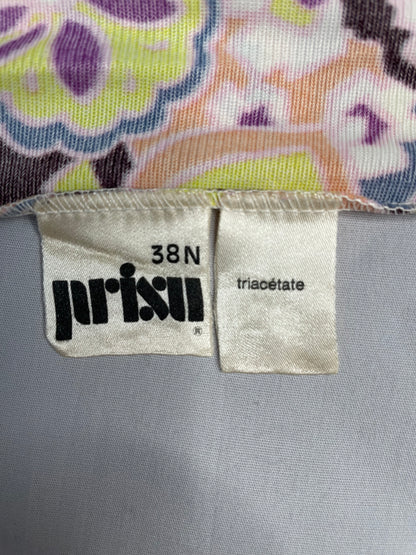 38N
prisu
®
triacétate